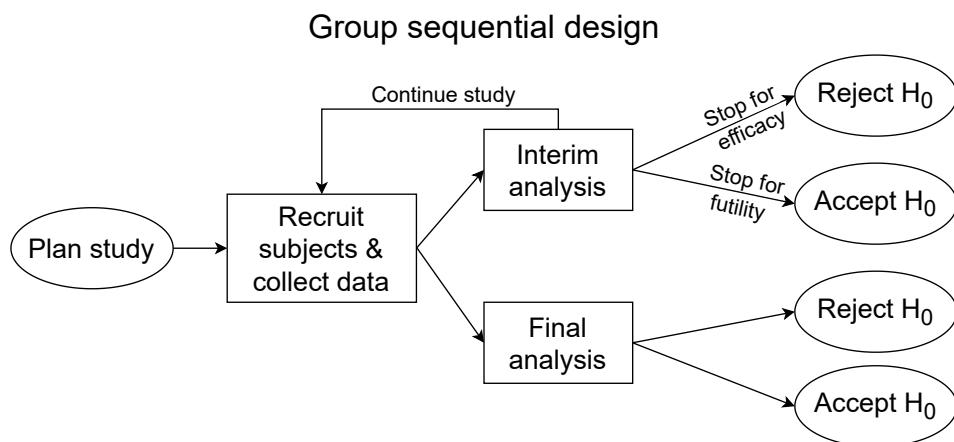 Group sequential design
Continue study
Stop for
efficacy
Reject H₀
Interim
analysis
Stop for
futility
Accept H₀
Plan study
Recruit
subjects &
collect data
Final
analysis
Reject H₀
Accept H₀